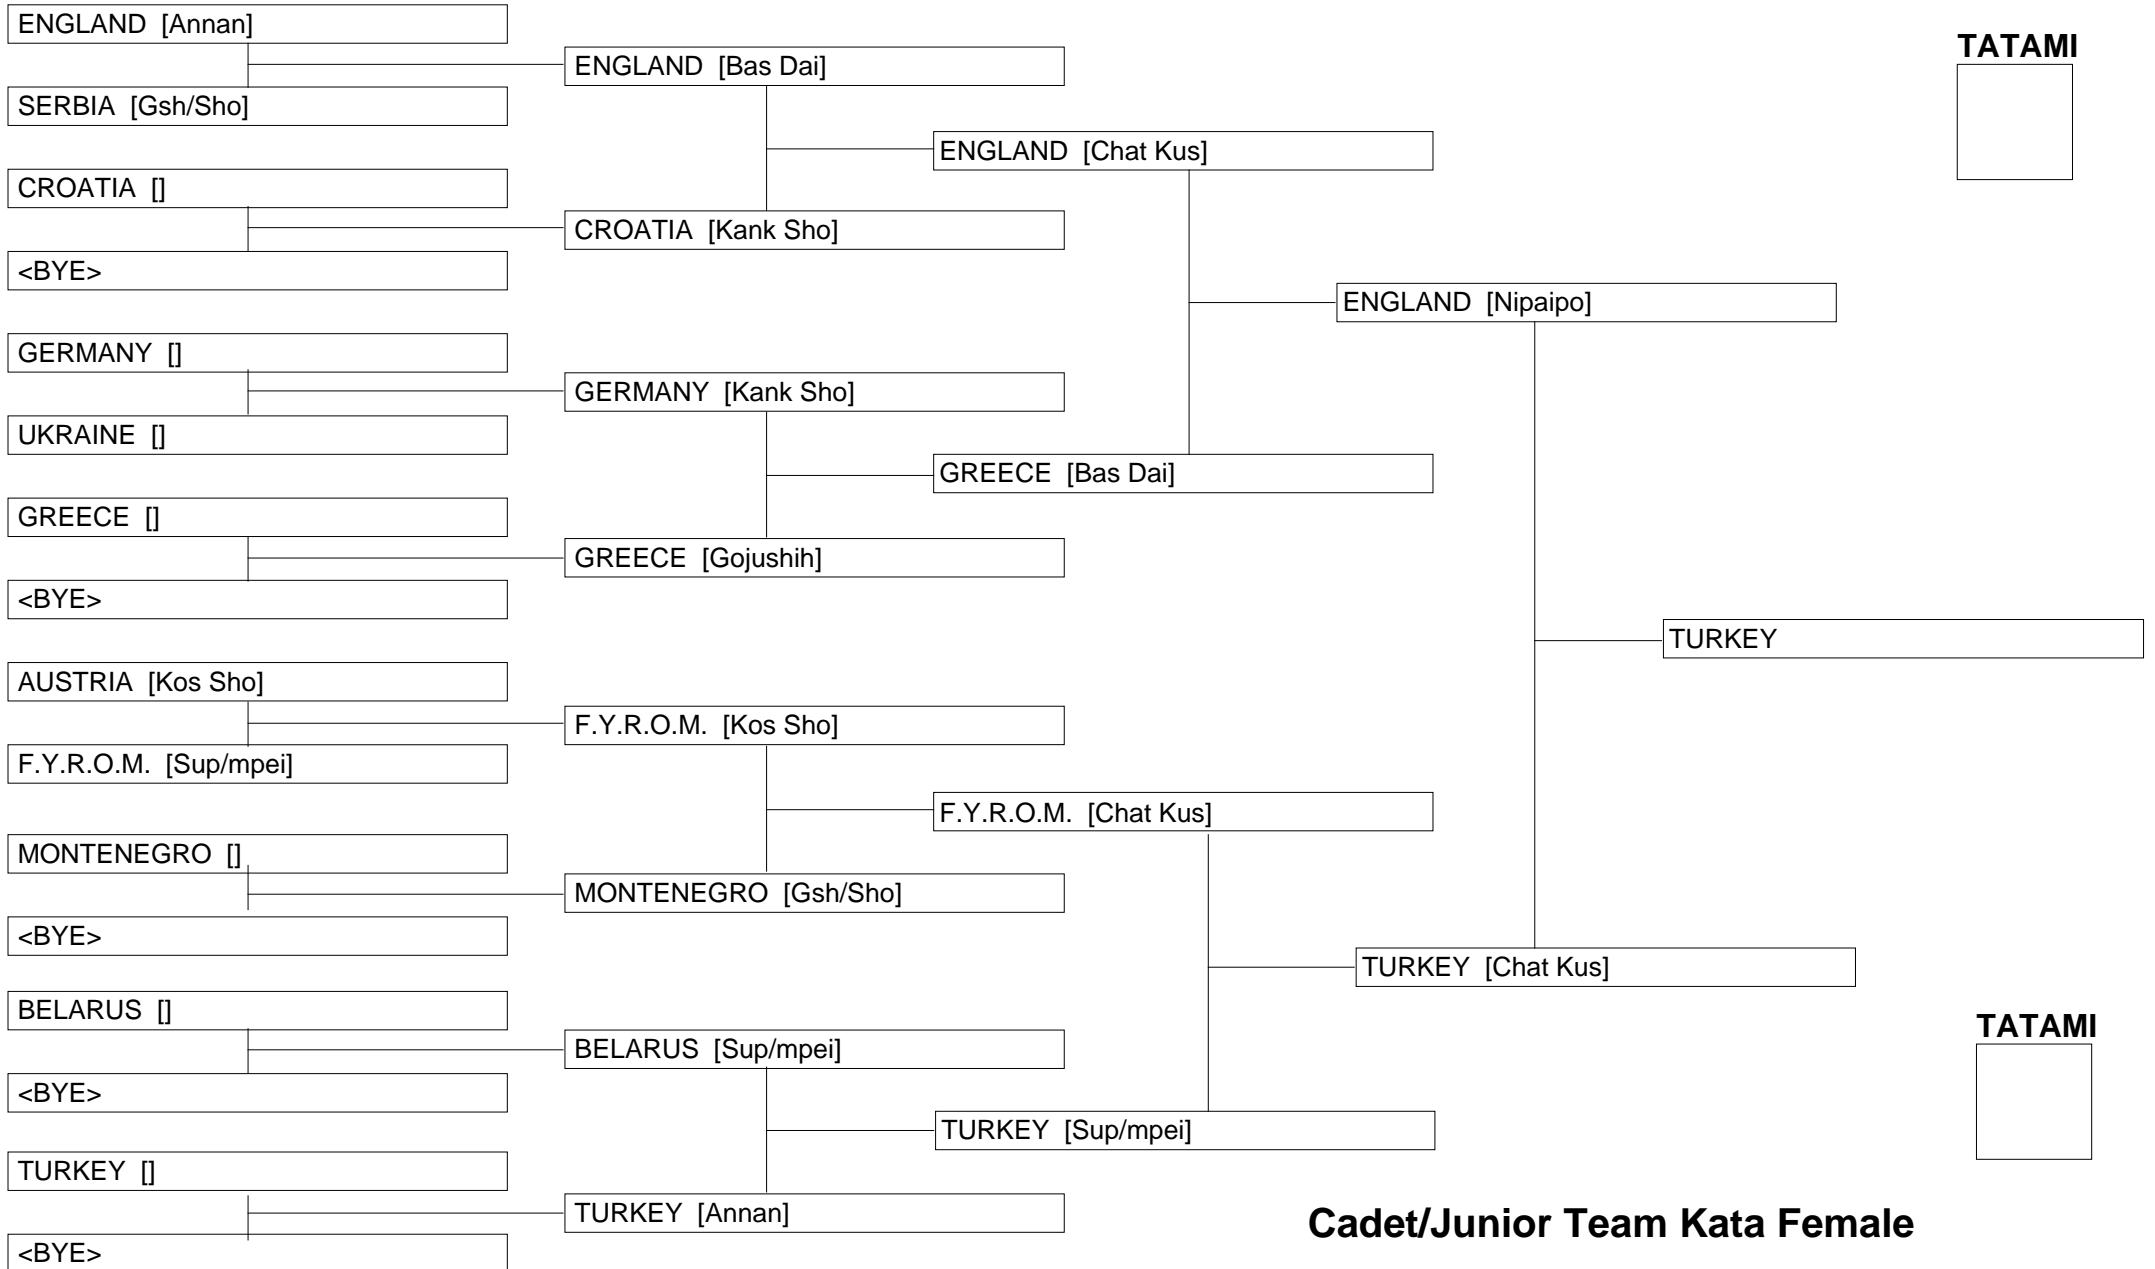 ENGLAND [Annan]
SERBIA [Gsh/Sho]
CROATIA []
<BYE>
GERMANY []
UKRAINE []
GREECE []
<BYE>
AUSTRIA [Kos Sho]
F.Y.R.O.M. [Sup/mpei]
MONTENEGRO []
<BYE>
BELARUS []
<BYE>
TURKEY []
<BYE>
ENGLAND [Bas Dai]
CROATIA [Kank Sho]
GERMANY [Kank Sho]
GREECE [Gojushih]
F.Y.R.O.M. [Kos Sho]
MONTENEGRO [Gsh/Sho]
BELARUS [Sup/mpei]
TURKEY [Annan]
ENGLAND [Chat Kus]
GREECE [Bas Dai]
F.Y.R.O.M. [Chat Kus]
TURKEY [Sup/mpei]
ENGLAND [Nipaipo]
TURKEY [Chat Kus]
TURKEY
TATAMI
TATAMI
Cadet/Junior Team Kata Female